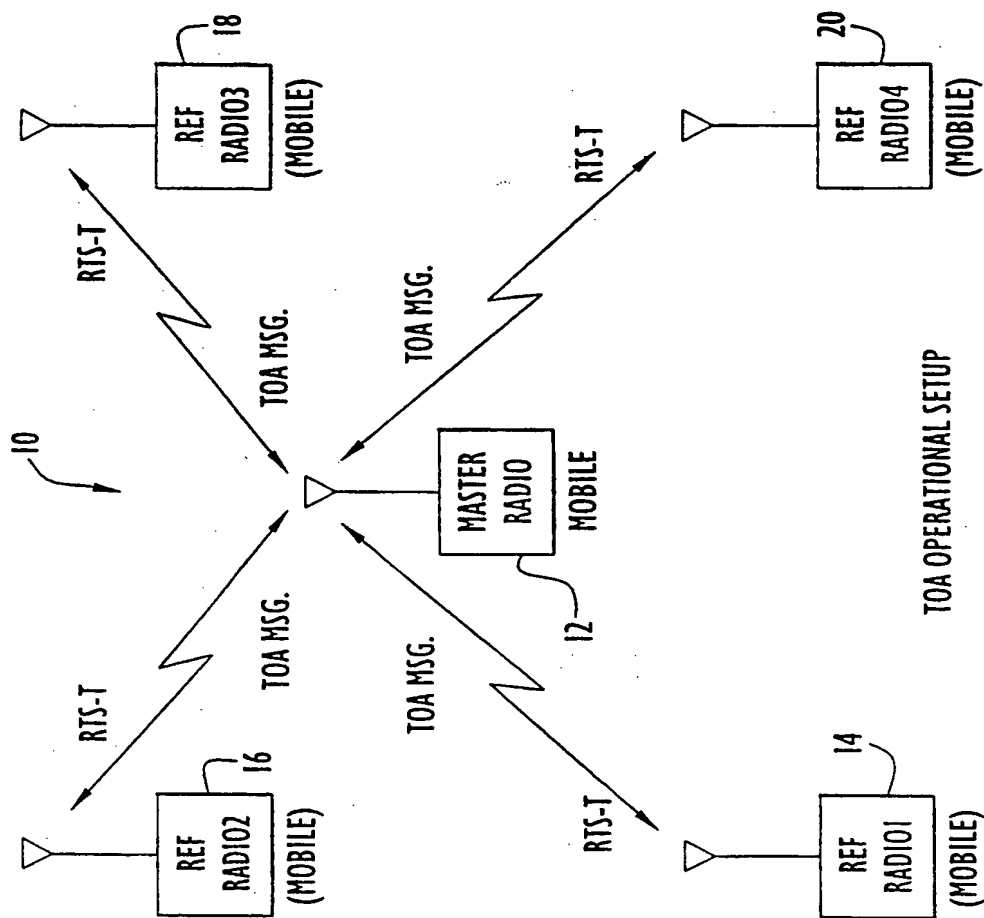 REF
RADIO2
(MOBILE)
16
RTS-T
TOA MSG.
10
REF
RADIO3
(MOBILE)
18
RTS-T
TOA MSG.
MASTER
RADIO
MOBILE
12
TOA MSG.
RTS-T
TOA MSG.
RTS-T
REF
RADIO1
(MOBILE)
14
REF
RADIO4
(MOBILE)
20
TOA OPERATIONAL SETUP